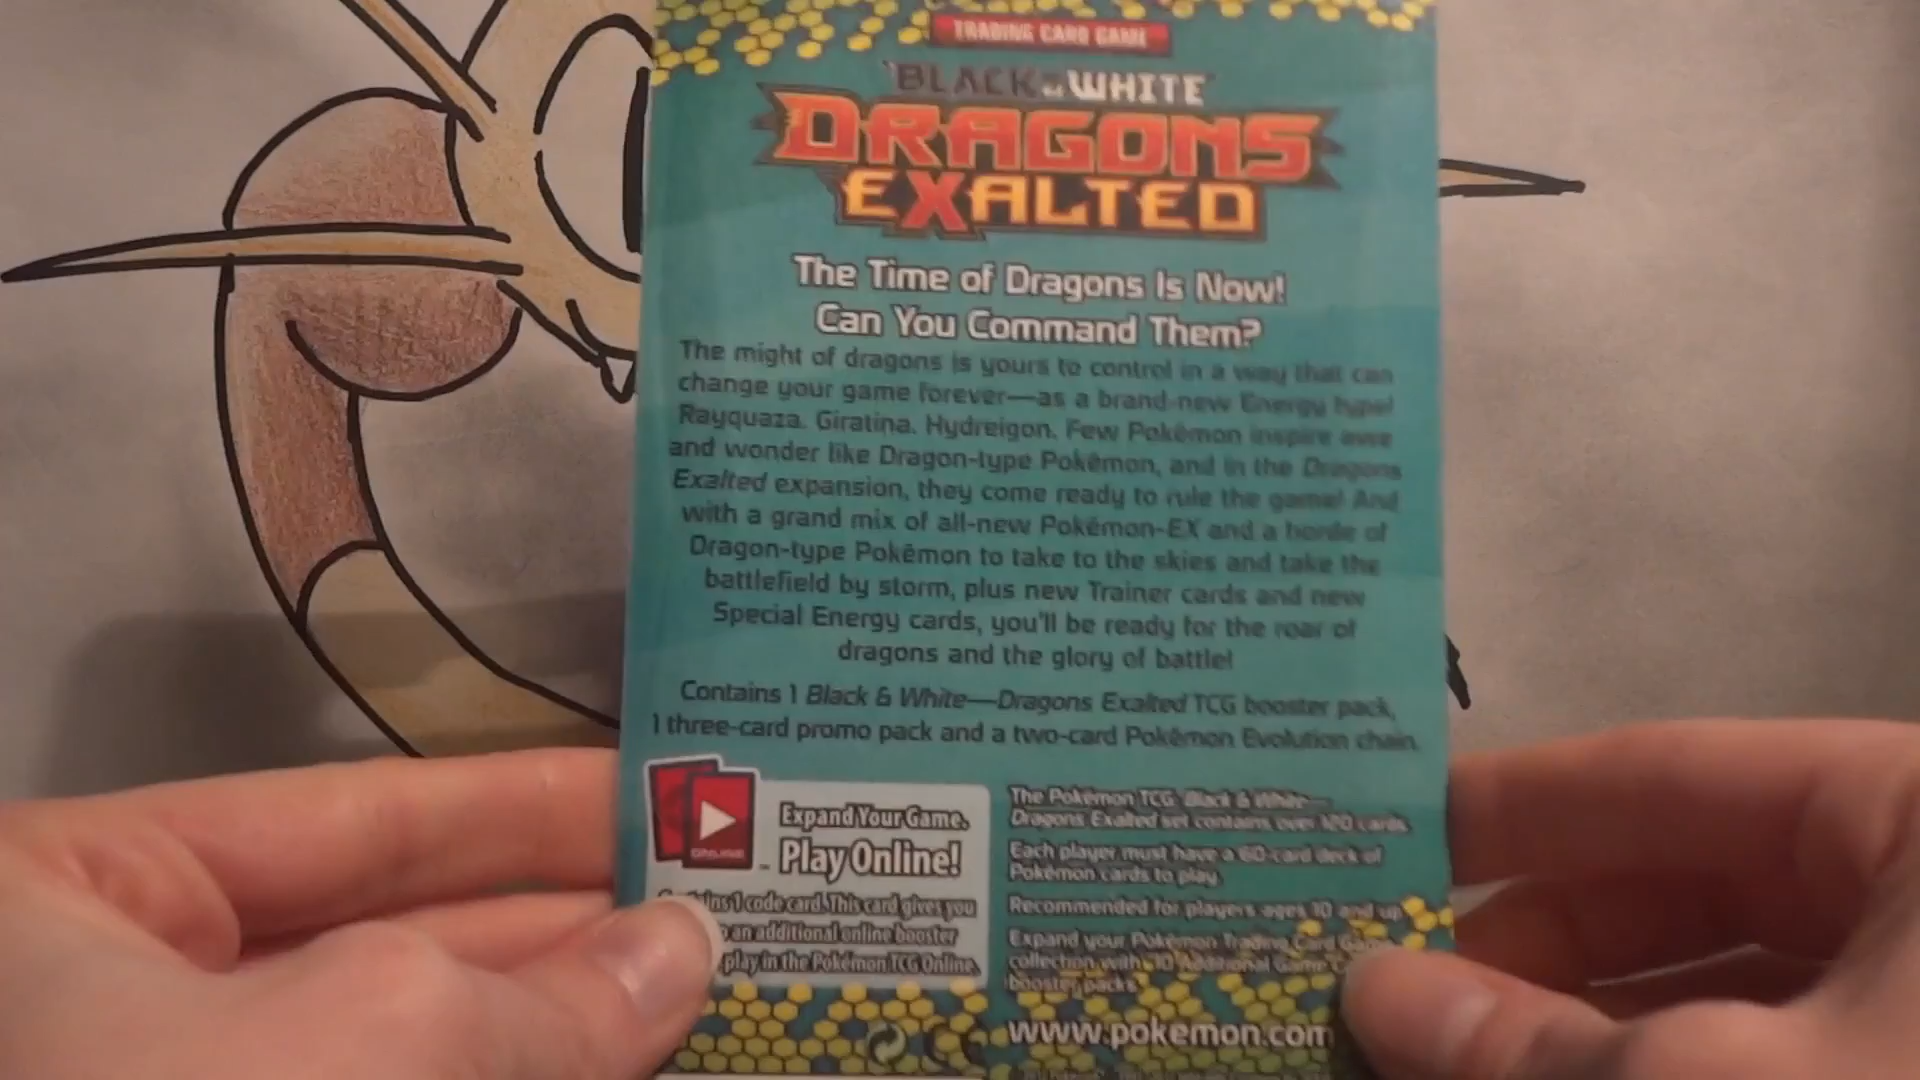 TRADING CARD GAME
BLACK & WHITE
DRAGONS
EXALTED
The Time of Dragons Is Now!
Can You Command Them?
The might of dragons is yours to control in a way that can
change your game forever—as a brand-new Energy type!
Rayquaza. Giratina. Hydreigon. Few Pokémon inspire awe
and wonder like Dragon-type Pokémon, and in the Dragons
Exalted expansion, they come ready to rule the game! And
with a grand mix of all-new Pokémon-EX and a horde of
Dragon-type Pokémon to take to the skies and take the
battlefield by storm, plus new Trainer cards and new
Special Energy cards, you'll be ready for the roar of
dragons and the glory of battle!
Contains 1 Black & White—Dragons Exalted TCG booster pack,
1 three-card promo pack and a two-card Pokémon Evolution chain.
ONLINE
Expand Your Game.
Play Online!
1 code card. This card gives you
an additional online booster
play in the Pokémon TCG Online.
The Pokémon TCG: Black & White—
Dragons Exalted set contains over 120 cards.
Each player must have a 60-card deck of
Pokémon cards to play.
Recommended for players ages 10 and up.
Expand your Pokémon Trading Card Game
collection with 10 Additional Game
booster packs.
www.pokemon.com